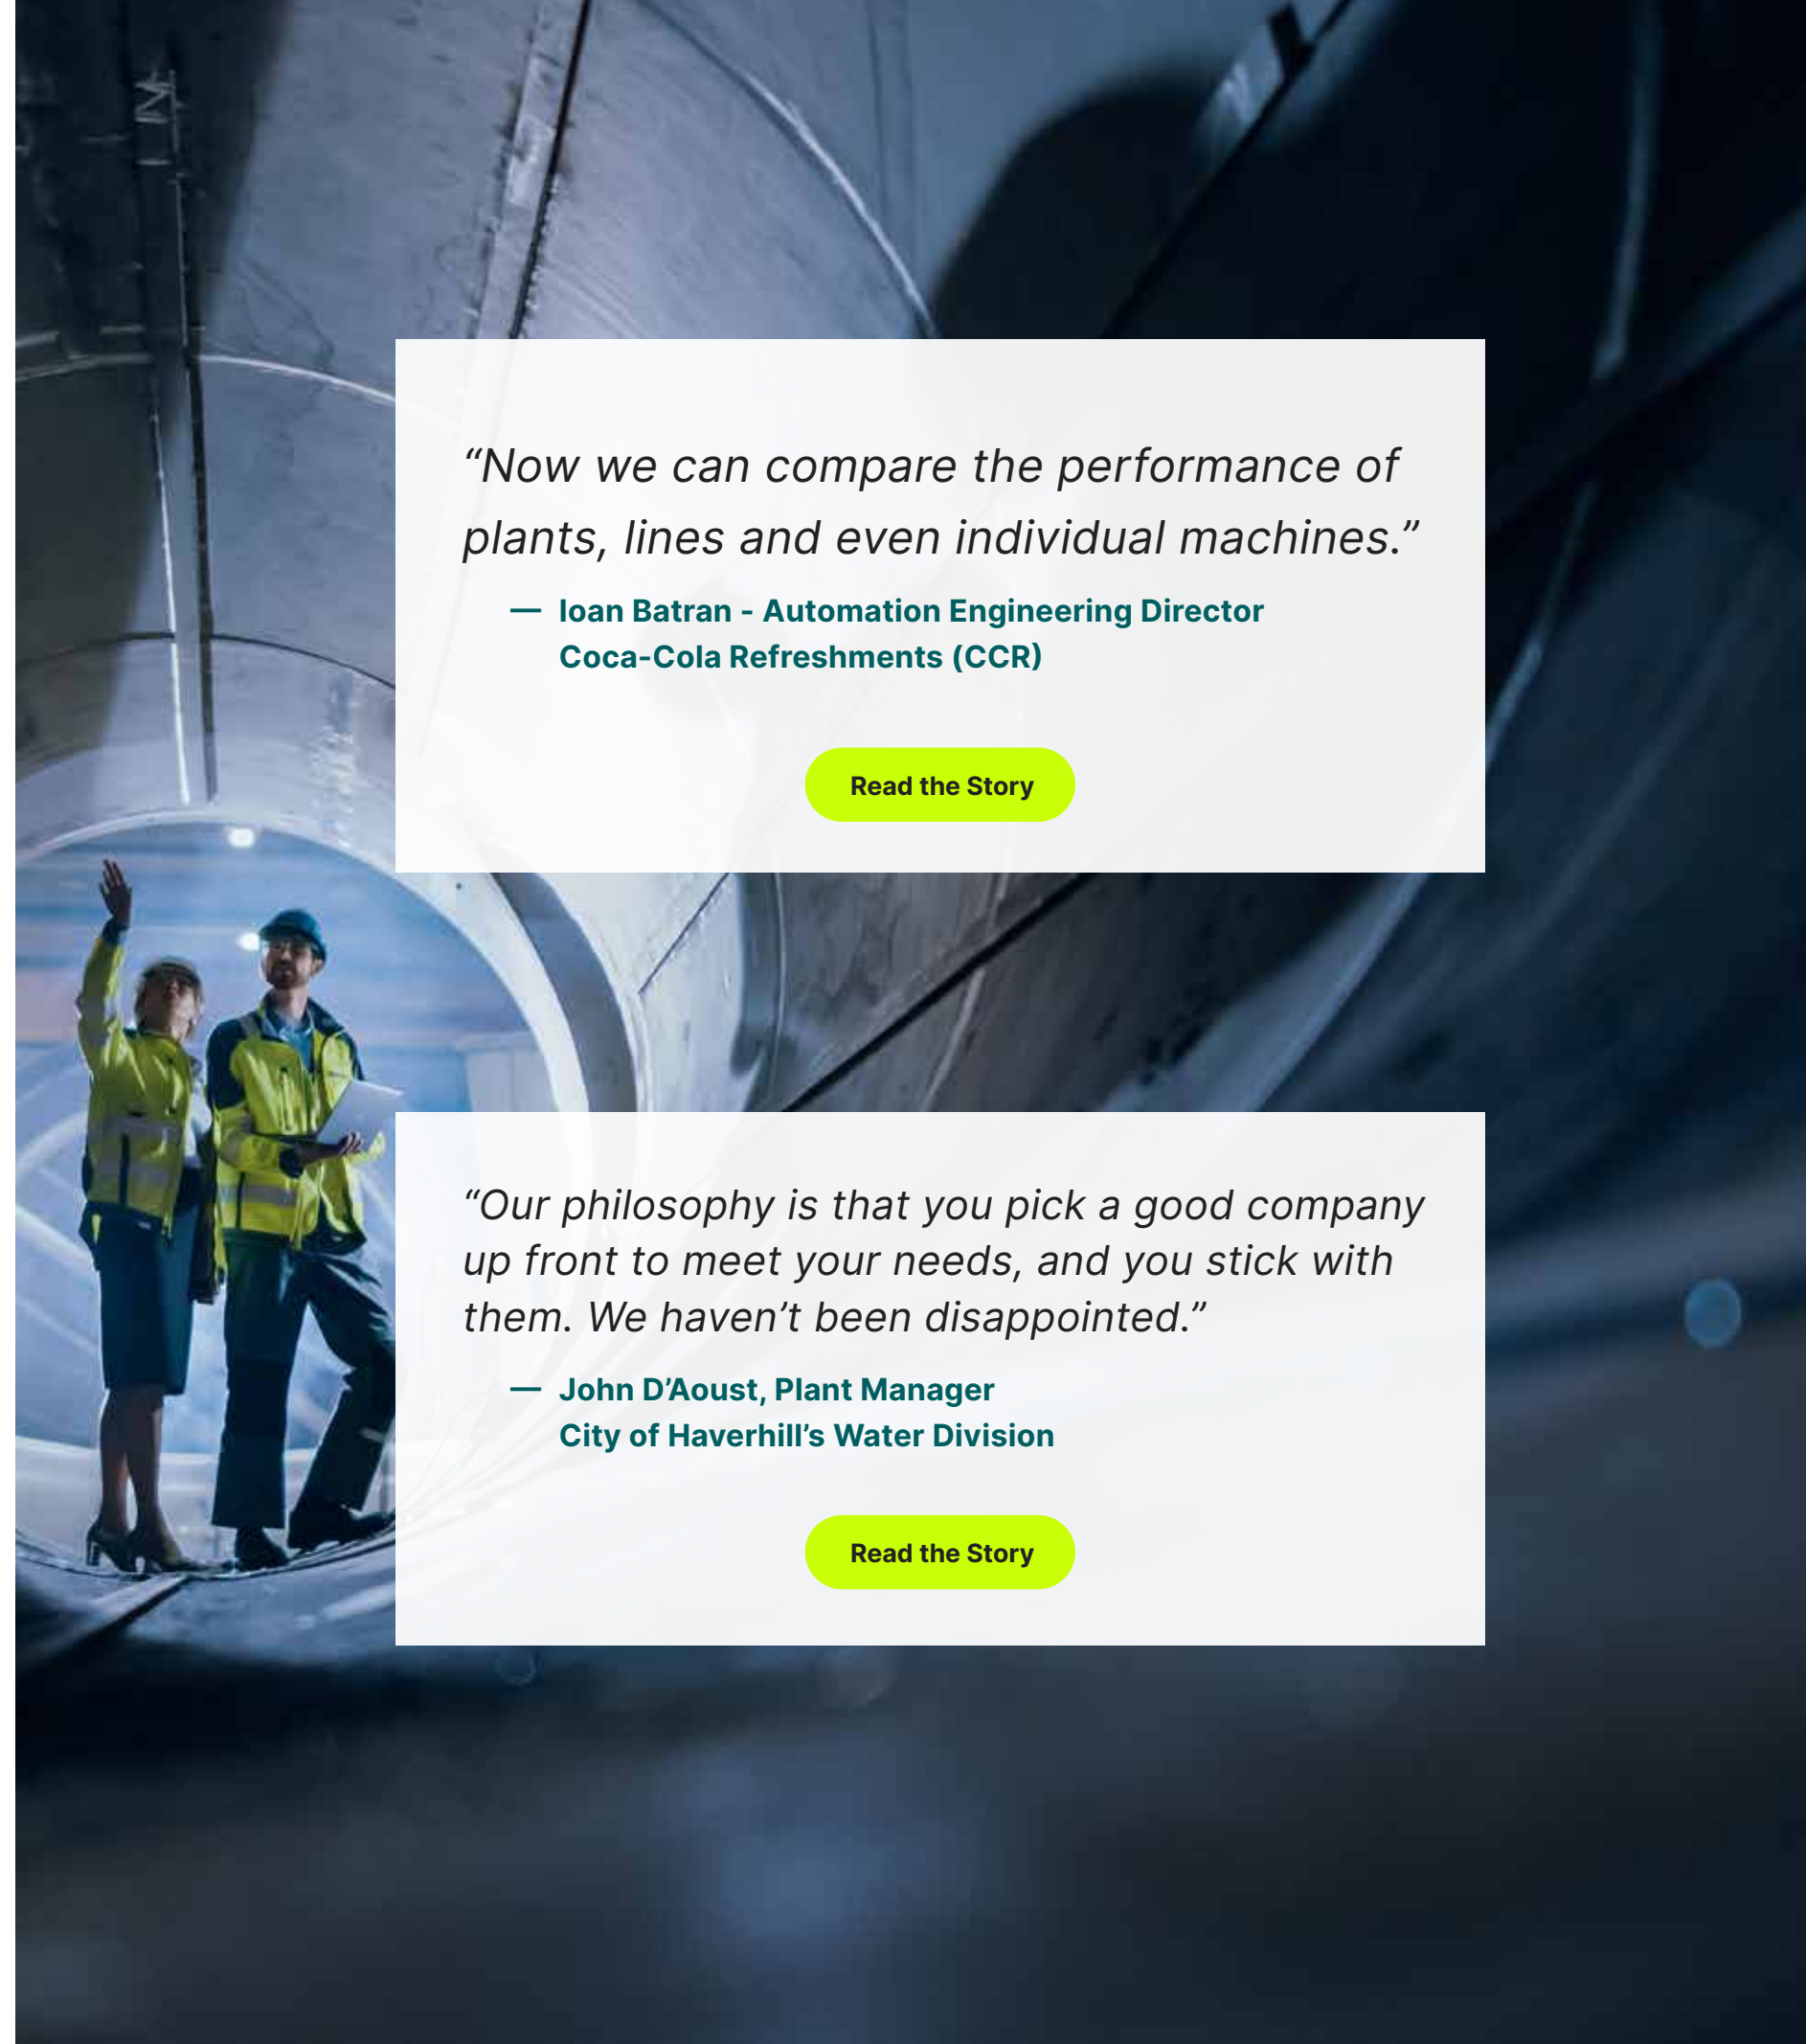 “Now we can compare the performance of
plants, lines and even individual machines.”
— Ioan Batran - Automation Engineering Director
Coca-Cola Refreshments (CCR)
Read the Story
“Our philosophy is that you pick a good company
up front to meet your needs, and you stick with
them. We haven’t been disappointed.”
— John D’Aoust, Plant Manager
City of Haverhill’s Water Division
Read the Story